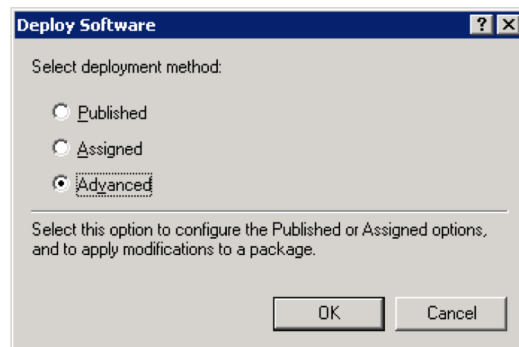 Deploy Software
Select deployment method:
Published
Assigned
Advanced
Select this option to configure the Published or Assigned options,
and to apply modifications to a package.
OK
Cancel